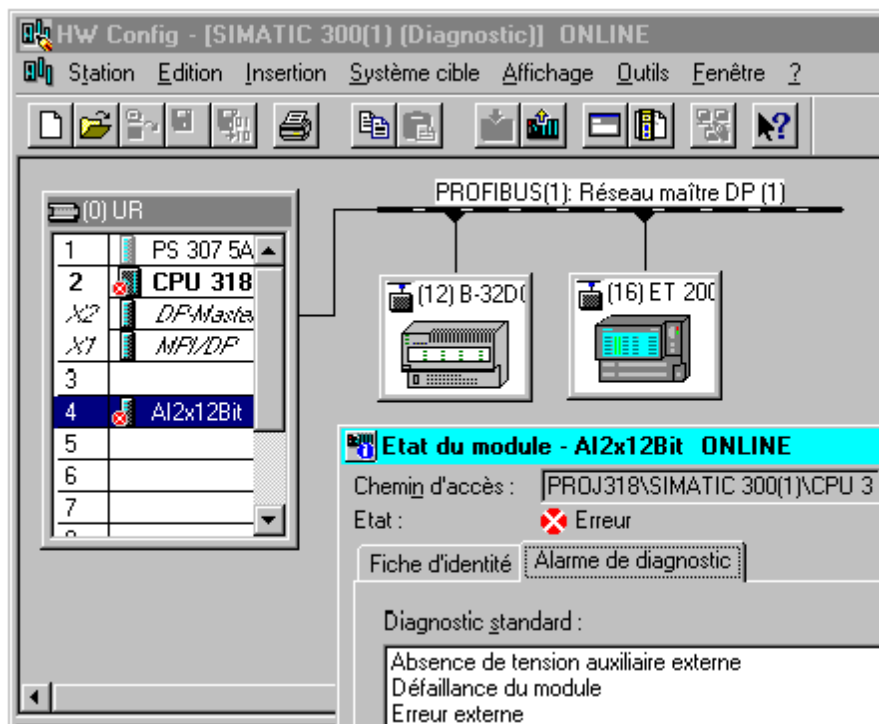 HW Config - [SIMATIC 300(1) (Diagnostic)] ONLINE
Station Edition Insertion Système cible Affichage Outils Fenêtre ?
PROFIBUS(1): Réseau maître DP (1)
(0) UR
1 PS 307 5A
2 CPU 318
X2 DP-Master
X1 MPI/DP
3
4 AI2x12Bit
5
6
7
(12) B-32D
(16) ET 200
Etat du module - AI2x12Bit ONLINE
Chemin d'accès : PROJ318\SIMATIC 300(1)\CPU 3
Etat : Erreur
Fiche d'identité Alarme de diagnostic
Diagnostic standard :
Absence de tension auxiliaire externe
Défaillance du module
Erreur externe